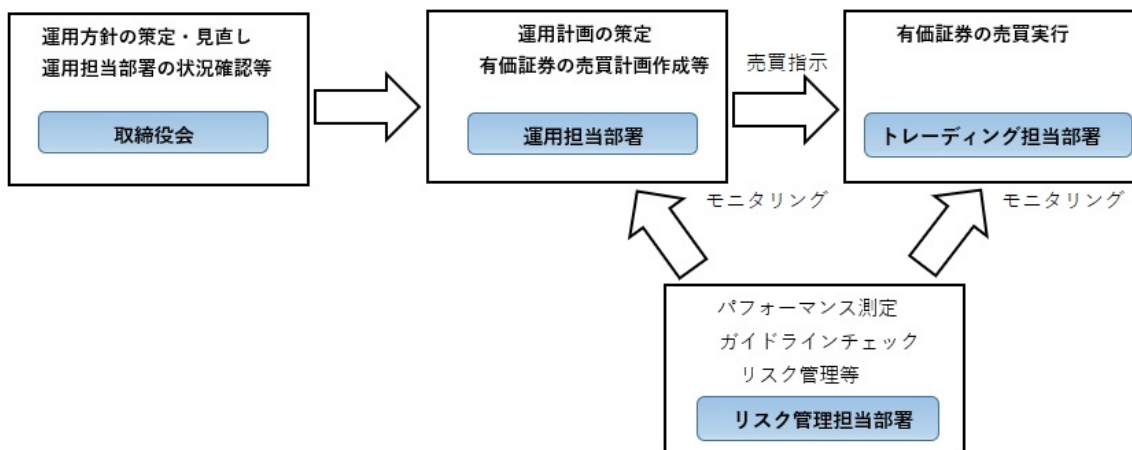 運用方針の策定・見直し
運用担当部署の状況確認等
取締役会
運用計画の策定
有価証券の売買計画作成等
運用担当部署
売買指示
有価証券の売買実行
トレーディング担当部署
モニタリング
モニタリング
パフォーマンス測定
ガイドラインチェック
リスク管理等
リスク管理担当部署